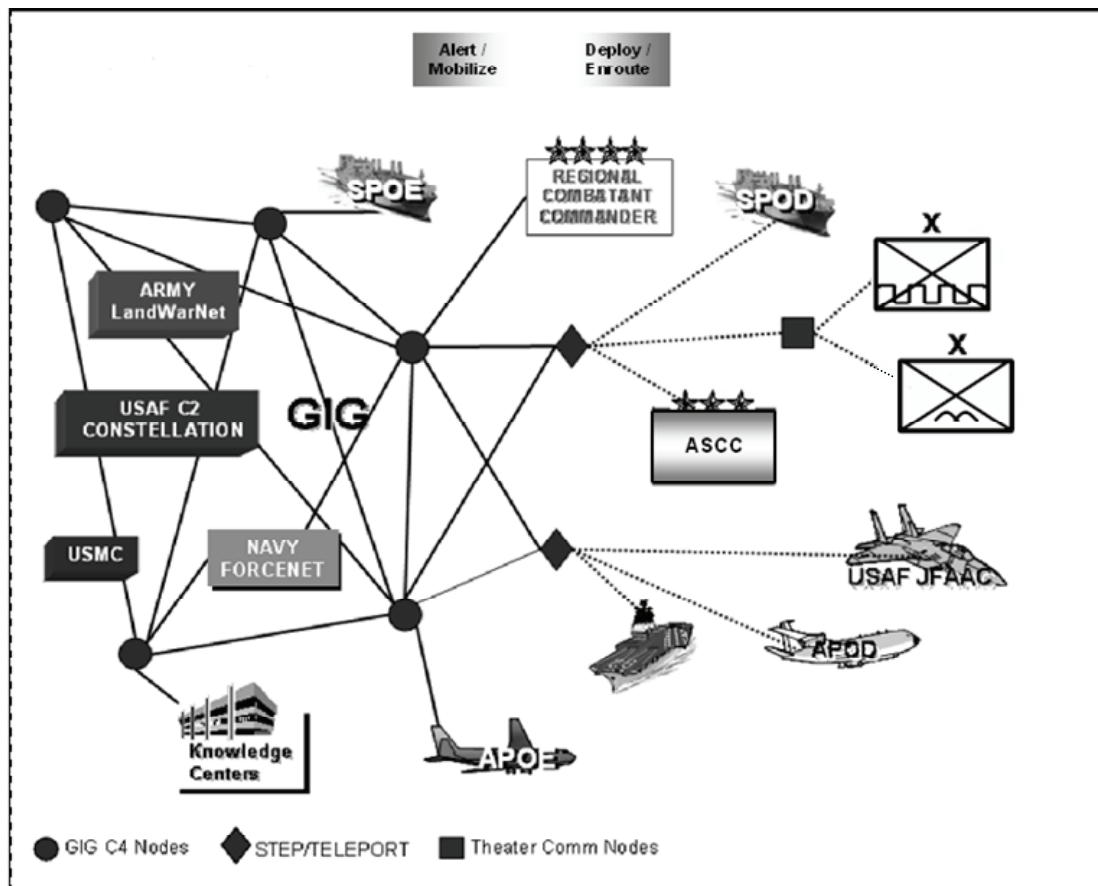 Alert /
Mobilize
Deploy /
Enroute
SPOE
REGIONAL
COMBATANT
COMMANDER
SPOD
X
ARMY
LandWarNet
X
USAF C2
CONSTELLATION
GIG
ASCC
USMC
NAVY
FORCENET
USAF JFAAC
APOD
Knowledge
Centers
APOE
GIG C4 Nodes
STEP/TELEPORT
Theater Comm Nodes